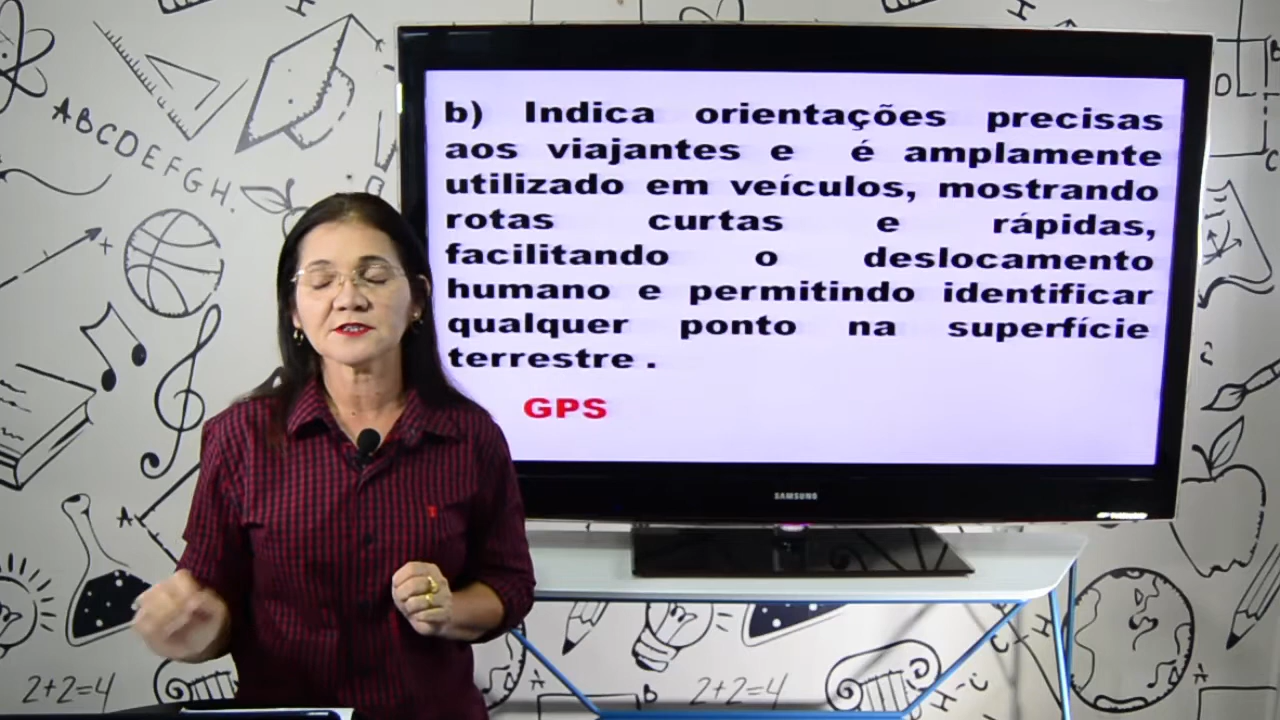 b) Indica orientações precisas
aos viajantes e é amplamente
utilizado em veículos, mostrando
rotas curtas e rápidas,
facilitando o deslocamento
humano e permitindo identificar
qualquer ponto na superfície
terrestre .
GPS
SAMSUNG
ABCDEFGH.
A
2+2=4
2+2=4
A
B
H-C
C
H